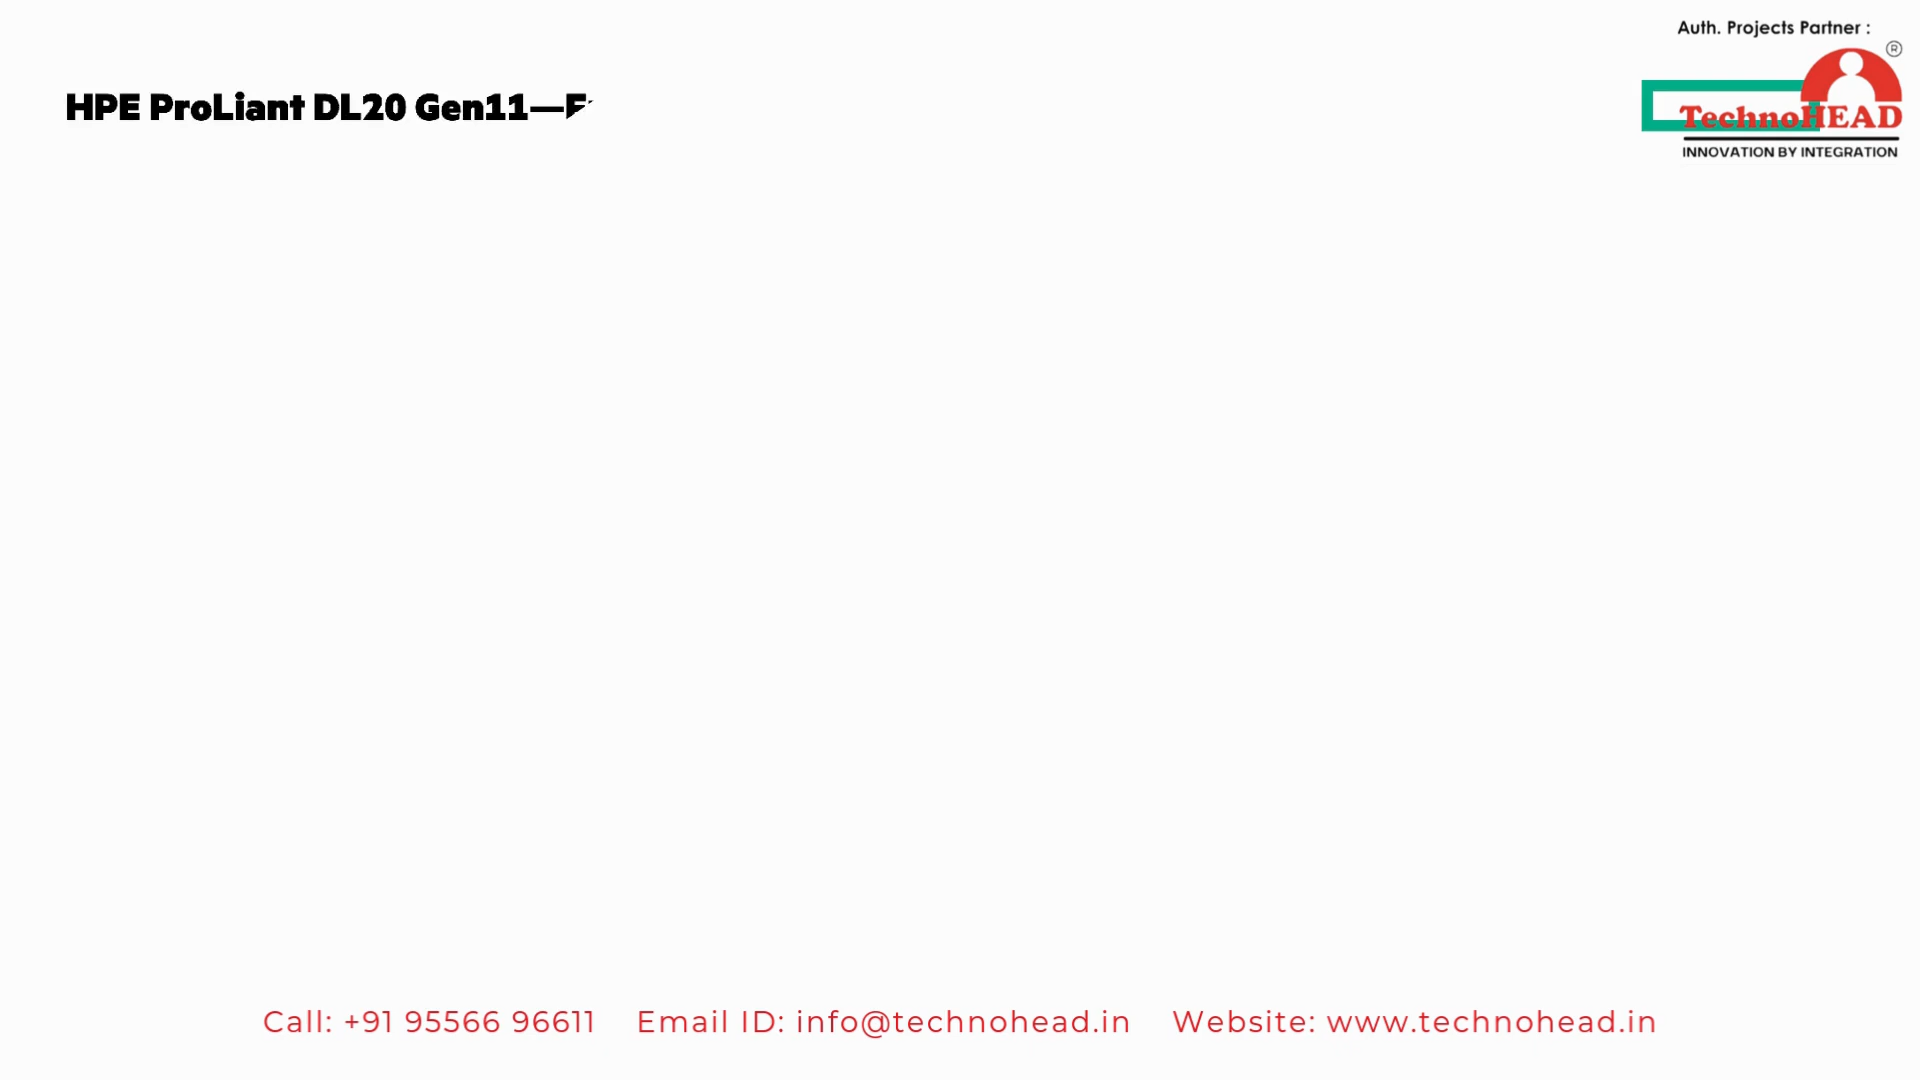 Auth. Projects Partner :
®
HPE ProLiant DL20 Gen11—
TechnoHEAD
INNOVATION BY INTEGRATION
Call: +91 95566 96611 Email ID: info@technohead.in Website: www.technohead.in